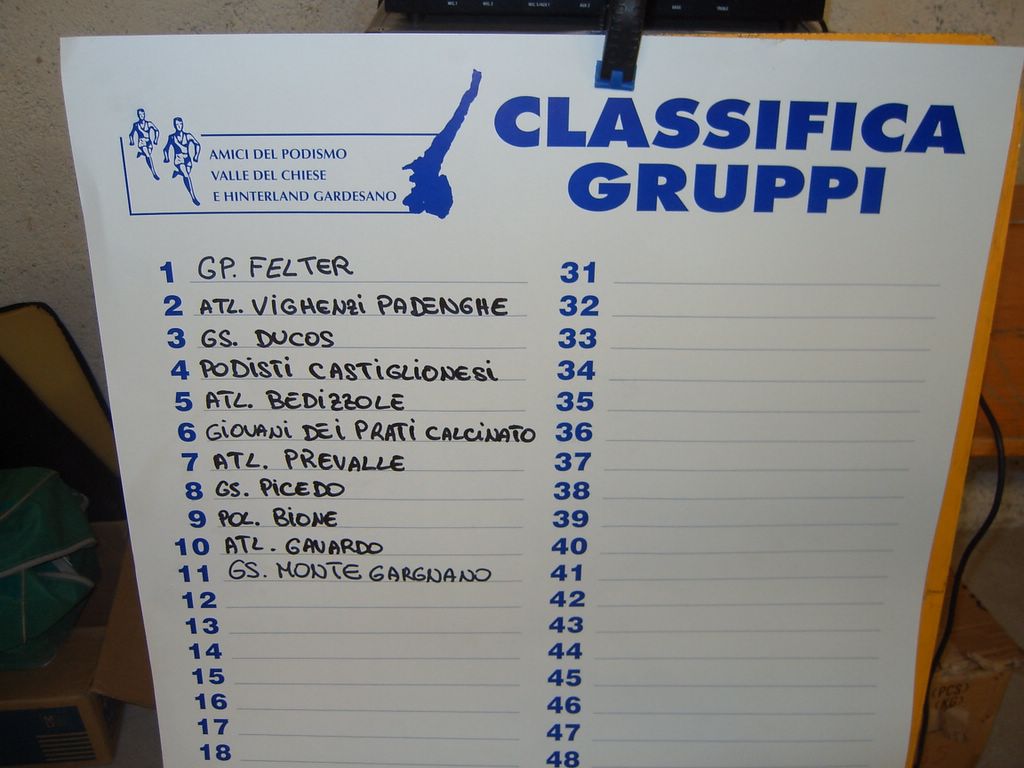 AMICI DEL PODISMO
VALLE DEL CHIESE
E HINTERLAND GARDESANO
CLASSIFICA
GRUPPI
1 GP. FELTER
2 ATL. VIGHENZI PADENGHE
3 GS. DUCOS
4 PODISTI CASTIGLIONESI
5 ATL. BEDIZZOLE
6 GIOVANI DEI PRATI CALCINATO
7 ATL. PREVALLE
8 GS. PICEDO
9 POL. BIONE
10 ATL. GAVARDO
11 GS. MONTE GARGNANO
12
13
14
15
16
17
18
31
32
33
34
35
36
37
38
39
40
41
42
43
44
45
46
47
48
(PCS)
(KG)